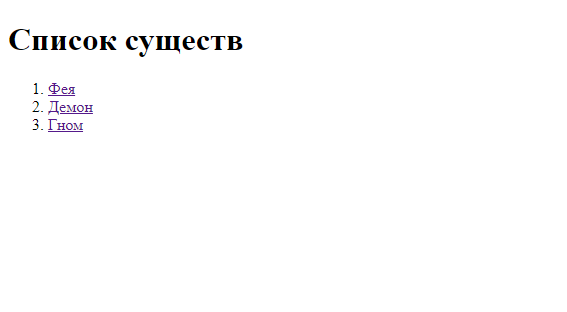 Список существ
1. Фея
2. Демон
3. Гном